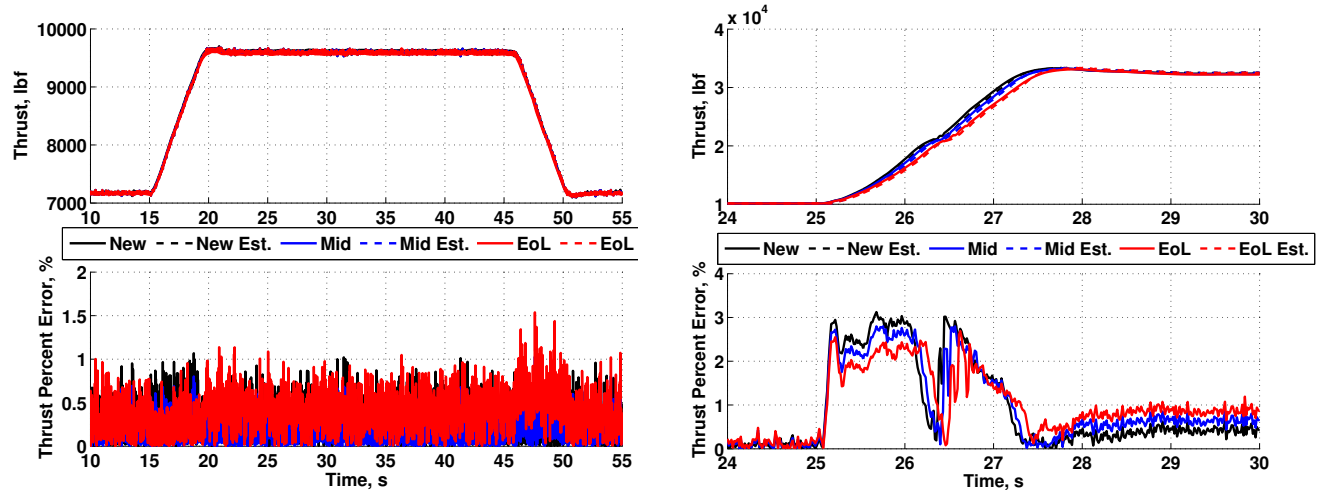 10000
9000
8000
7000
Thrust, lbf
10 15 20 25 30 35 40 45 50 55
New New Est. Mid Mid Est. EoL EoL
2
1.5
1
0.5
0
Thrust Percent Error, %
10 15 20 25 30 35 40 45 50 55
Time, s
x 10^4
4
3
2
1
Thrust, lbf
24 25 26 27 28 29 30
New New Est. Mid Mid Est. EoL EoL Est.
4
3
2
1
0
Thrust Percent Error, %
24 25 26 27 28 29 30
Time, s